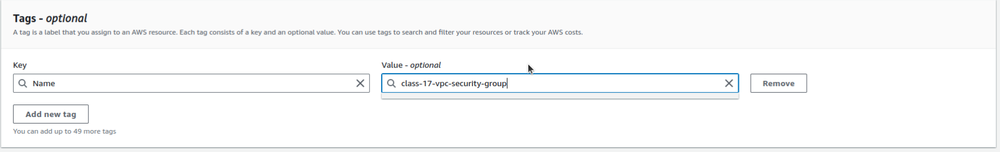 Tags - optional
A tag is a label that you assign to an AWS resource. Each tag consists of a key and an optional value. You can use tags to search and filter your resources or track your AWS costs.
Key
Value - optional
Name
class-17-vpc-security-group
Remove
Add new tag
You can add up to 49 more tags